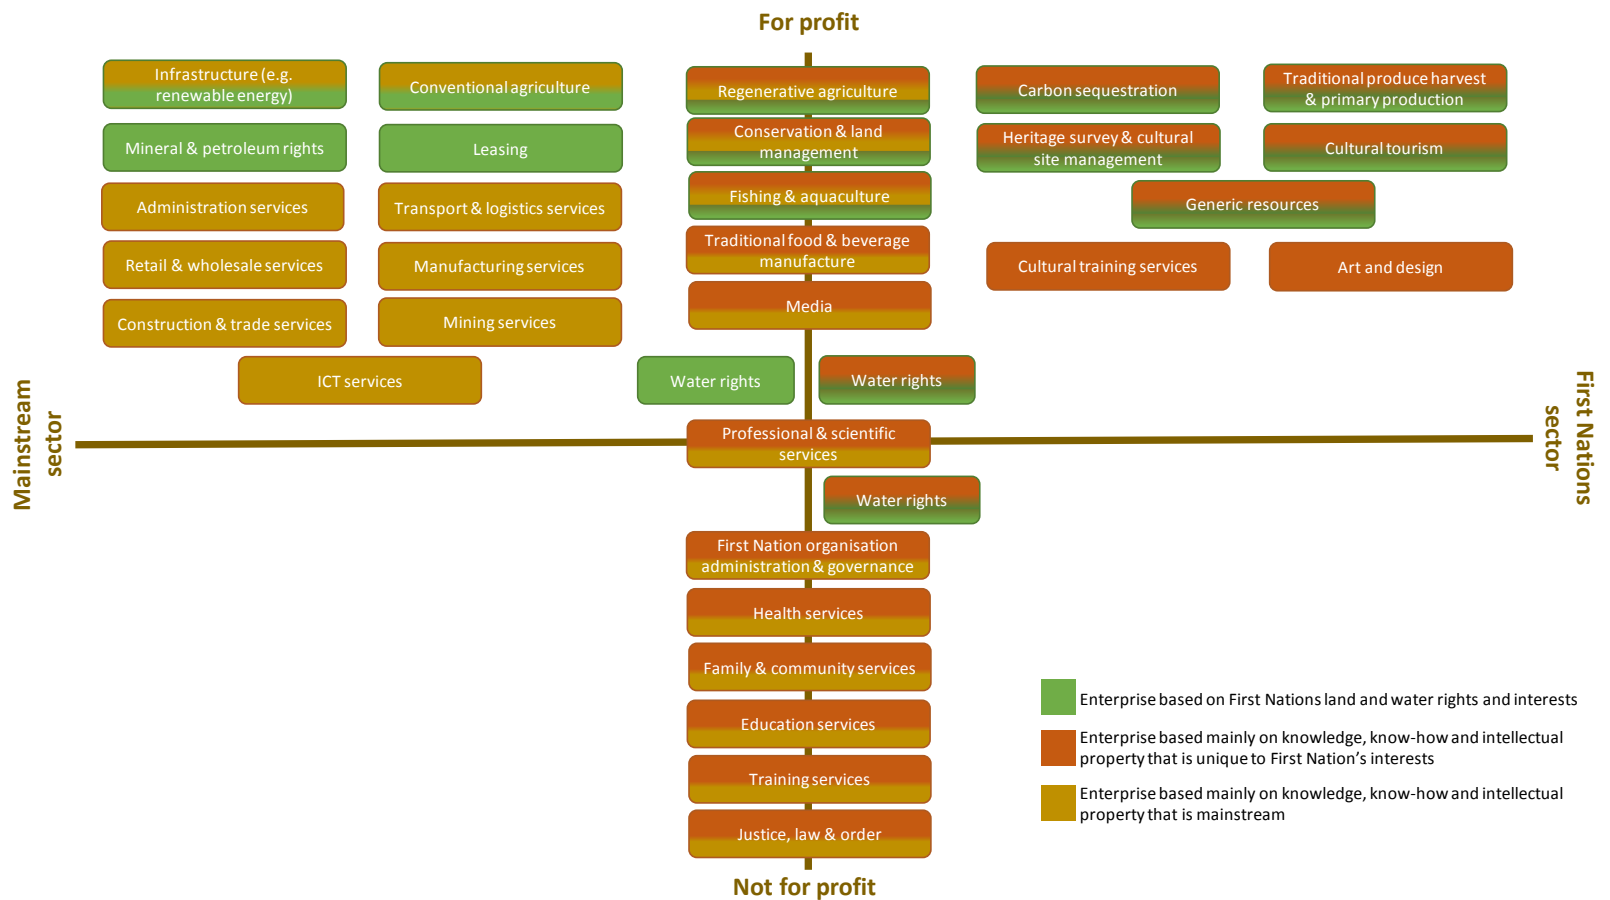 For profit
Infrastructure (e.g.
renewable energy)
Conventional agriculture
Regenerative agriculture
Carbon sequestration
Traditional produce harvest
& primary production
Mineral & petroleum rights
Leasing
Conservation & land
management
Heritage survey & cultural
site management
Cultural tourism
Administration services
Transport & logistics services
Fishing & aquaculture
Generic resources
Retail & wholesale services
Manufacturing services
Traditional food & beverage
manufacture
Cultural training services
Art and design
Construction & trade services
Mining services
Media
ICT services
Water rights
Water rights
Mainstream
sector
Professional & scientific
services
First Nations
sector
Water rights
First Nation organisation
administration & governance
Health services
Family & community services
Education services
Training services
Justice, law & order
Not for profit
Enterprise based on First Nations land and water rights and interests
Enterprise based mainly on knowledge, know-how and intellectual
property that is unique to First Nation's interests
Enterprise based mainly on knowledge, know-how and intellectual
property that is mainstream